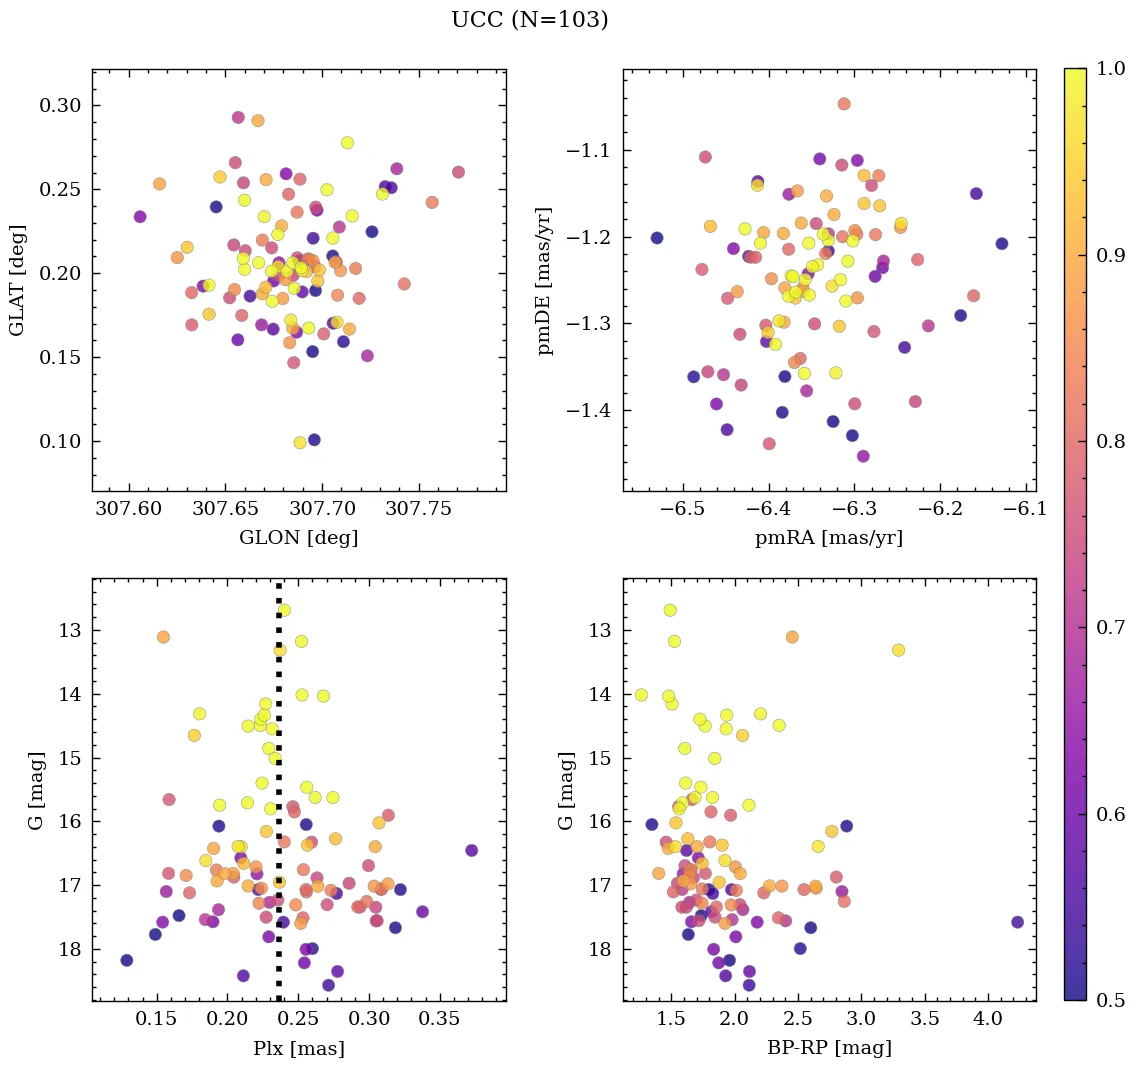 UCC (N=103)
0.30
0.25
0.20
0.15
0.10
GLAT [deg]
307.60 307.65 307.70 307.75
GLON [deg]
−1.1
−1.2
−1.3
−1.4
pmDE [mas/yr]
−6.5 −6.4 −6.3 −6.2 −6.1
pmRA [mas/yr]
13
14
15
16
17
18
G [mag]
0.15 0.20 0.25 0.30 0.35
Plx [mas]
13
14
15
16
17
18
G [mag]
1.5 2.0 2.5 3.0 3.5 4.0
BP-RP [mag]
1.0
0.9
0.8
0.7
0.6
0.5